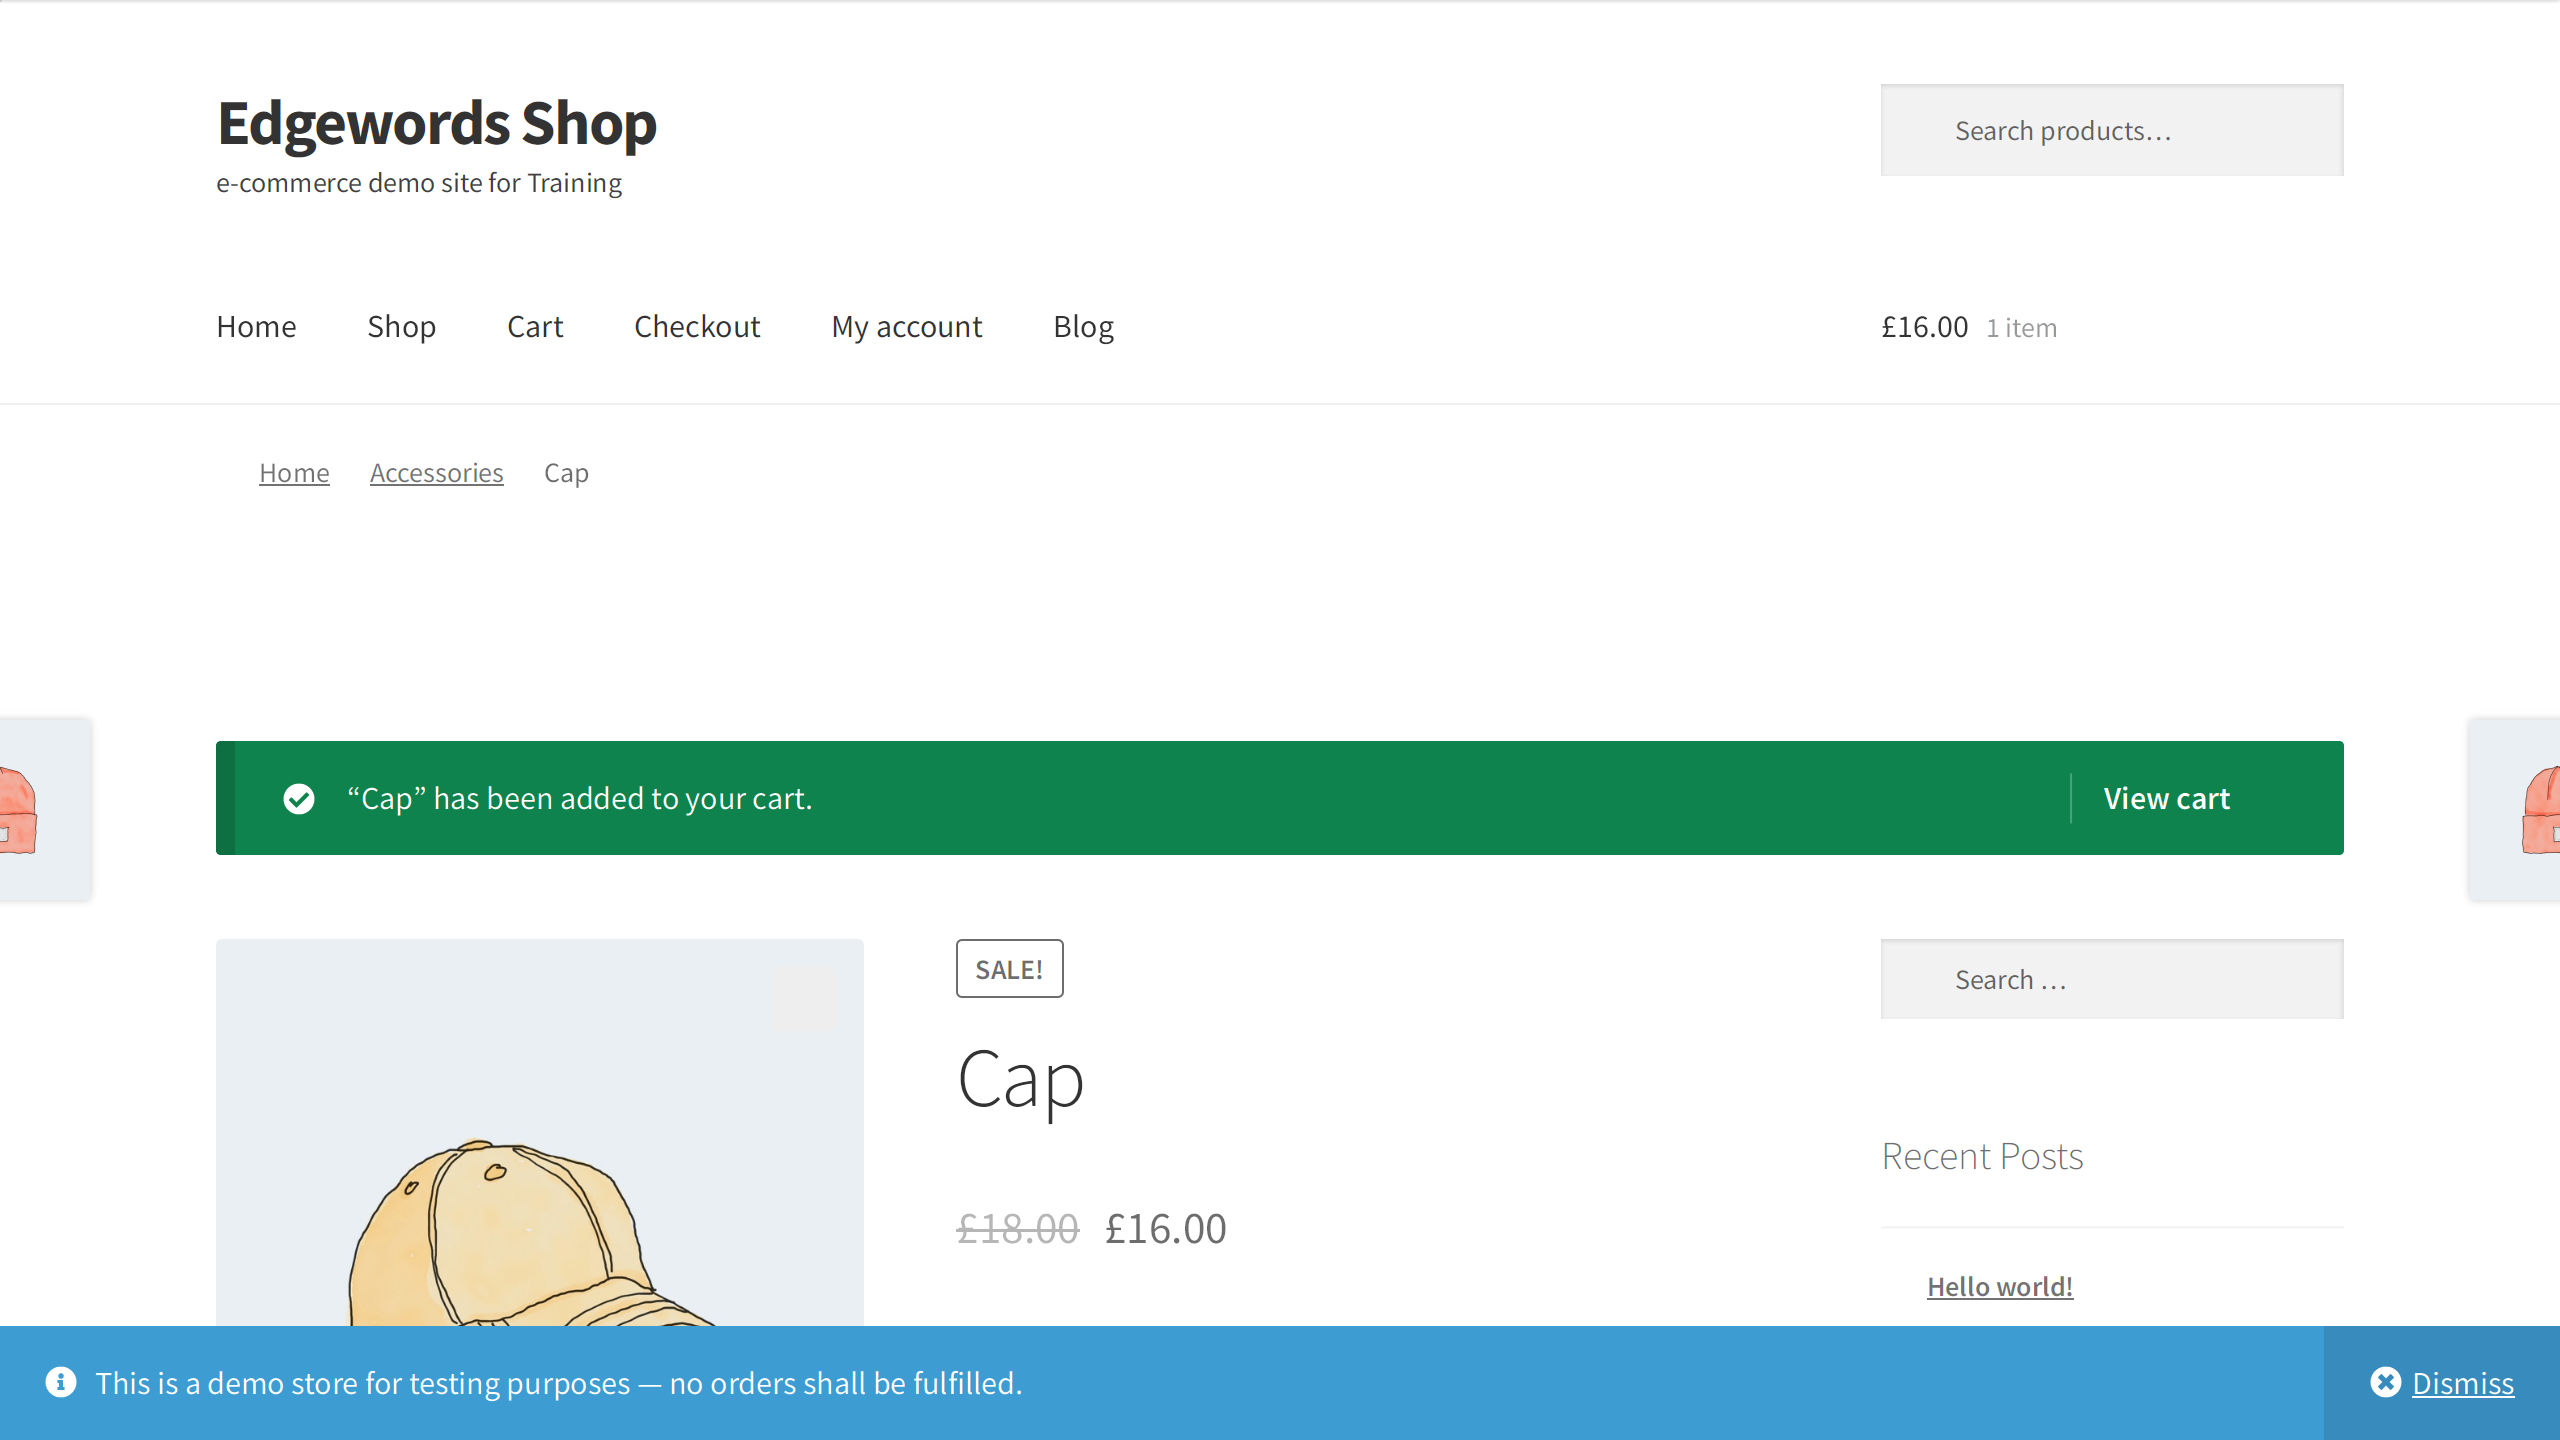 Edgewords Shop
e-commerce demo site for Training
Search products…
Home Shop Cart Checkout My account Blog
£16.00 1 item
Home Accessories Cap
“Cap” has been added to your cart.
View cart
SALE!
Cap
£18.00 £16.00
Search …
Recent Posts
Hello world!
This is a demo store for testing purposes — no orders shall be fulfilled.
Dismiss